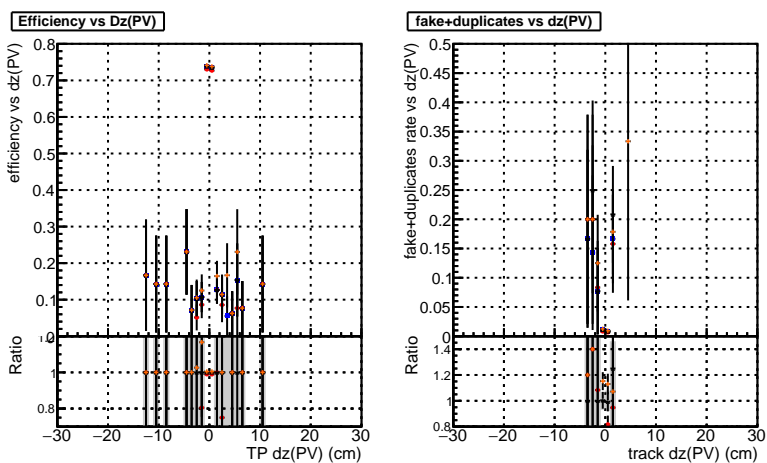 Efficiency vs Dz(PV)
efficiency vs dz(PV)
0.8
0.7
0.6
0.5
0.4
0.3
0.2
0.1
0
Ratio
1.2
1
0.8
−30 −20 −10 0 10 20 30
TP dz(PV) (cm)
fake+duplicates vs dz(PV)
fake+duplicates rate vs dz(PV)
0.5
0.45
0.4
0.35
0.3
0.25
0.2
0.15
0.1
0.05
0
Ratio
1.4
1.2
1
0.8
−30 −20 −10 0 10 20 30
track dz(PV) (cm)